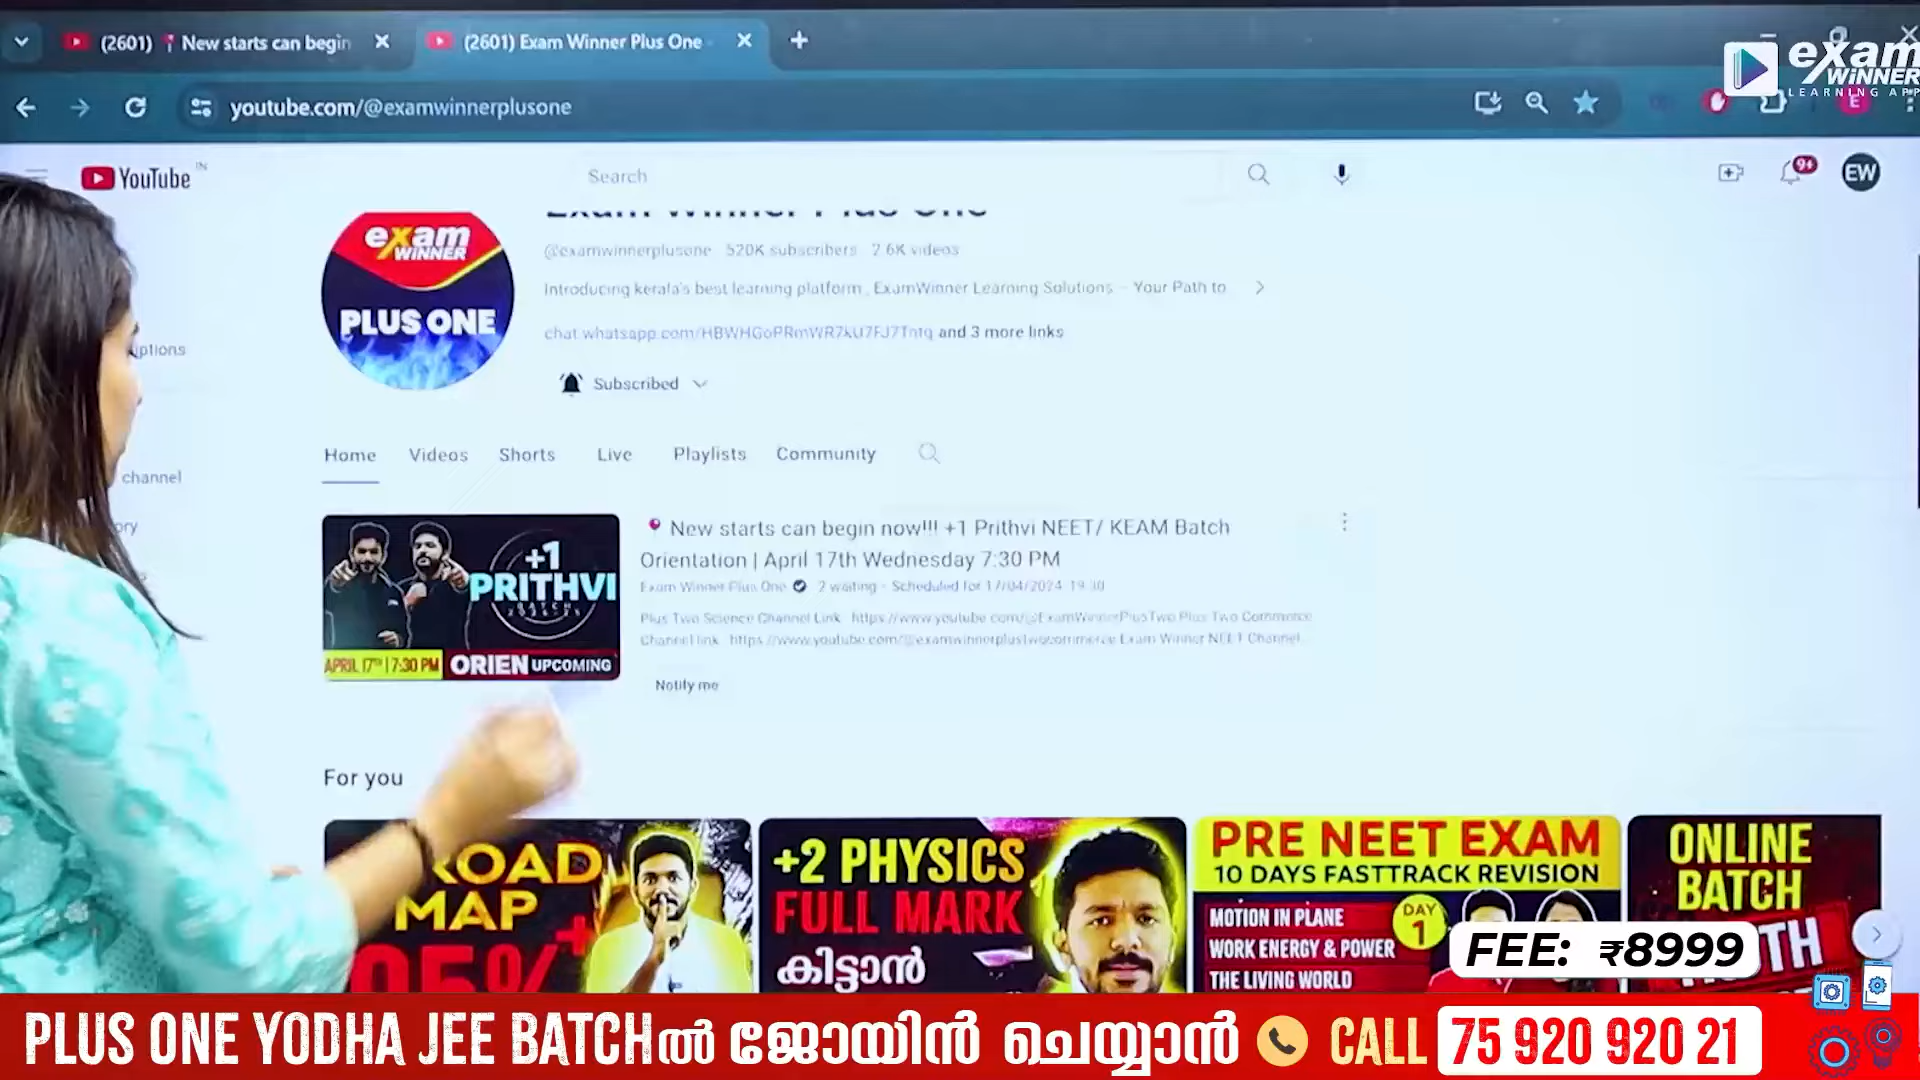 (2601) New starts can begin
(2601) Exam Winner Plus One
exam
WiNNER
LEARNING APP
youtube.com/@examwinnerplusone
E
YouTube
IN
Search
9+
EW
Exam Winner Plus One
exam
WiNNER
PLUS ONE
@examwinnerplusone 520K subscribers 2.6K videos
Introducing kerala's best learning platform , ExamWinner Learning Solutions – Your Path to
and 3 more links
Subscribed
iptions
channel
ory
Home Videos Shorts Live Playlists Community
+1
PRITHVI
BATCH
APRIL 17TH | 7:30 PM ORIEN UPCOMING
New starts can begin now!!! +1 Prithvi NEET/ KEAM Batch
Orientation | April 17th Wednesday 7:30 PM
Exam Winner Plus One 2 waiting • Scheduled for 17/04/2024, 19:30
Plus Two Science Channel Link : https://www.youtube.com/@ExamWinnerPlusTwo Plus Two Commerce
Channel link : https://www.youtube.com/@examwinnerplustwocommerce Exam Winner NEET Channel
Notify me
For you
ROAD
MAP
95%+
+2 PHYSICS
FULL MARK
കിട്ടാൻ
PRE NEET EXAM
10 DAYS FASTTRACK REVISION
MOTION IN PLANE
WORK ENERGY & POWER
THE LIVING WORLD
DAY
1
ONLINE
BATCH
TH
FEE: ₹8999
PLUS ONE YODHA JEE BATCHൽ ജോയിൻ ചെയ്യാൻ CALL 75 920 920 21